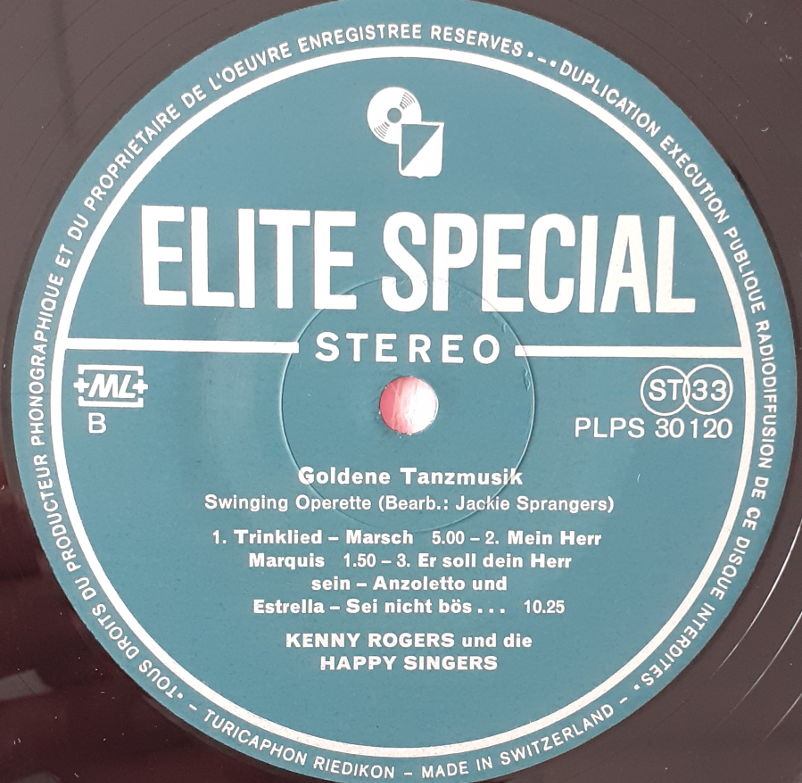 TOUS DROITS DU PRODUCTEUR PHONOGRAPHIQUE ET DU PROPRIETAIRE DE L'OEUVRE ENREGISTREE RESERVES - DUPLICATION EXECUTION PUBLIQUE RADIODIFFUSION DE CE DISQUE INTERDITES
ELITE SPECIAL
STEREO
+ML+
B
ST 33
PLPS 30120
Goldene Tanzmusik
Swinging Operette (Bearb.: Jackie Sprangers)
1. Trinklied – Marsch 5.00 – 2. Mein Herr
Marquis 1.50 – 3. Er soll dein Herr
sein – Anzoletto und
Estrella – Sei nicht bös . . . 10.25
KENNY ROGERS und die
HAPPY SINGERS
– TURICAPHON RIEDIKON – MADE IN SWITZERLAND –